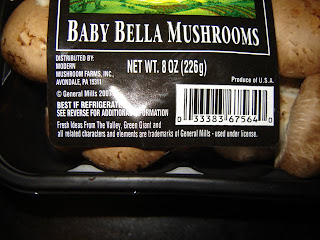 BABY BELLA MUSHROOMS
DISTRIBUTED BY:
MODERN
MUSHROOM FARMS, INC.,
AVONDALE, PA 19311
NET WT. 8 OZ (226g)
Produce of U.S.A.
© General Mills 2007
BEST IF REFRIGERATED
SEE REVERSE FOR ADDITIONAL INFORMATION
Fresh Ideas From The Valley, Green Giant and
all related characters and elements are trademarks of General Mills - used under license.
0 33383 67564 0